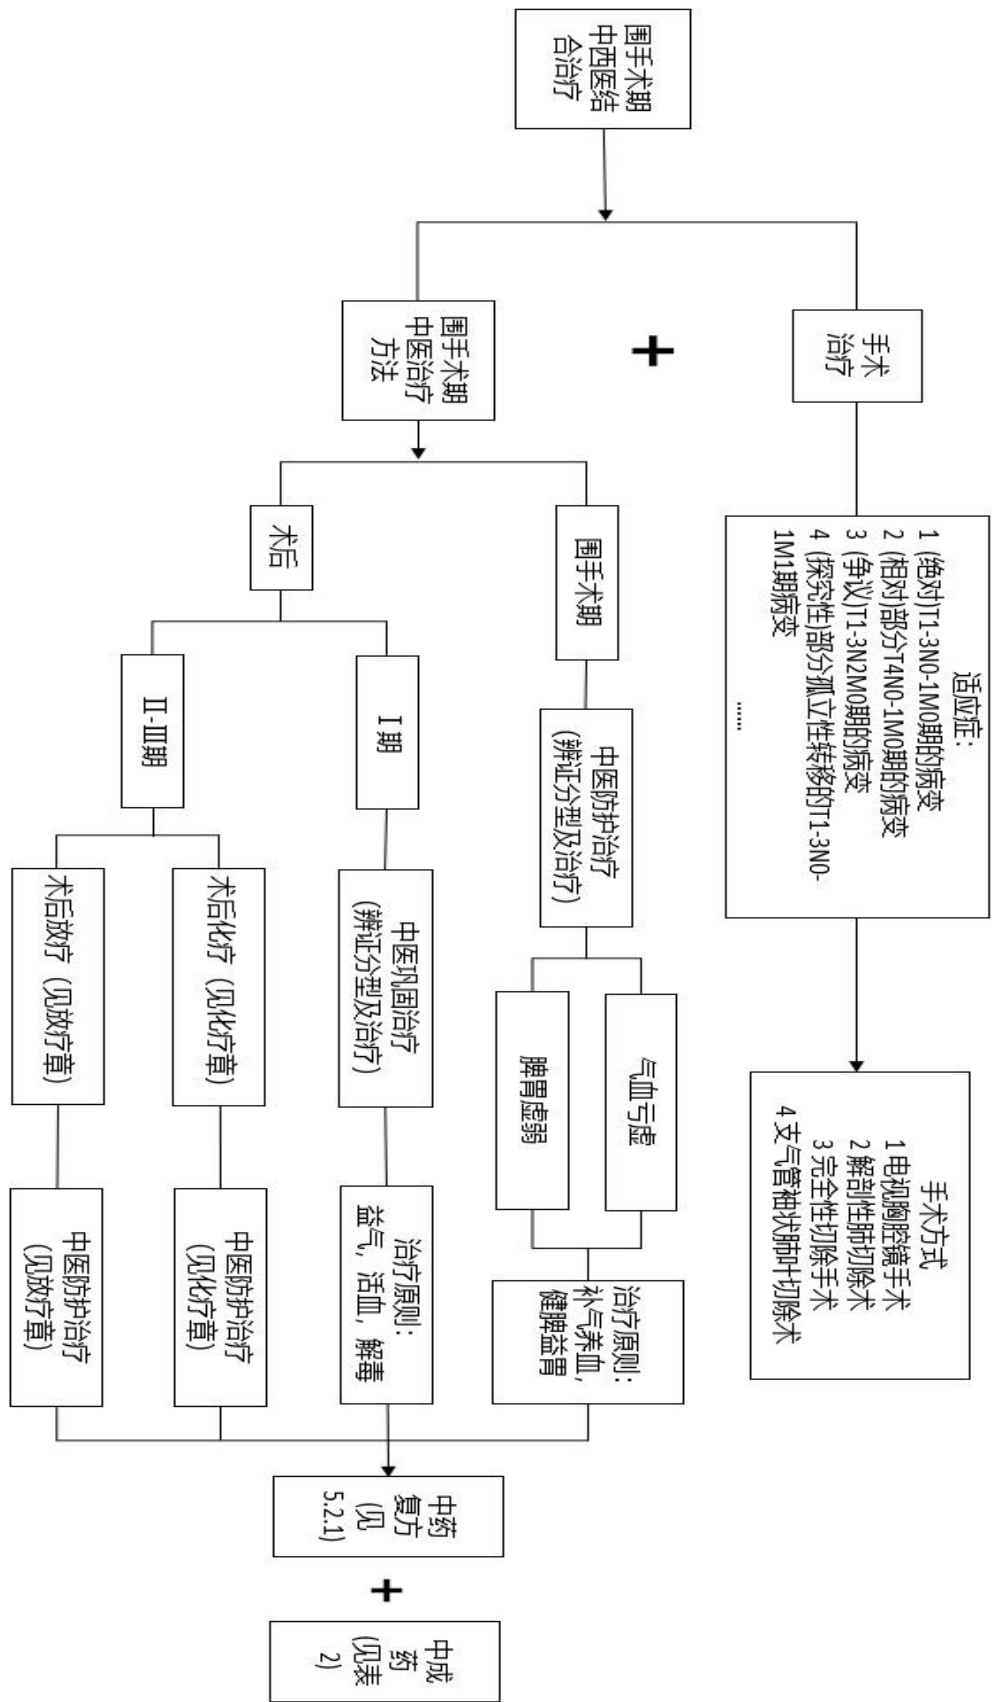 围手术期
中西医结
合治疗
手术
治疗
适应症：
1 (绝对)T1-3N0-1M0期的病变
2 (相对)部分T4N0-1M0期的病变
3 (争议)T1-3N2M0期的病变
4 (探究性)部分孤立性转移的T1-3N0-
1M1期病变
......
手术方式
1 电视胸腔镜手术
2 解剖性肺切除术
3 完全性切除手术
4 支气管袖状肺叶切除术
+
围手术期
中医治疗
方法
围手术期
中医防护治疗
(辨证分型及治疗)
气血亏虚
脾胃虚弱
治疗原则：
补气养血，
健脾益胃
术后
I 期
中医巩固治疗
(辨证分型及治疗)
治疗原则：
益气，活血，解毒
II-III期
术后化疗（见化疗章）
中医防护治疗
(见化疗章)
术后放疗（见放疗章）
中医防护治疗
(见放疗章)
中药
复方
(见
5.2.1)
+
中成
药
(见表
2)